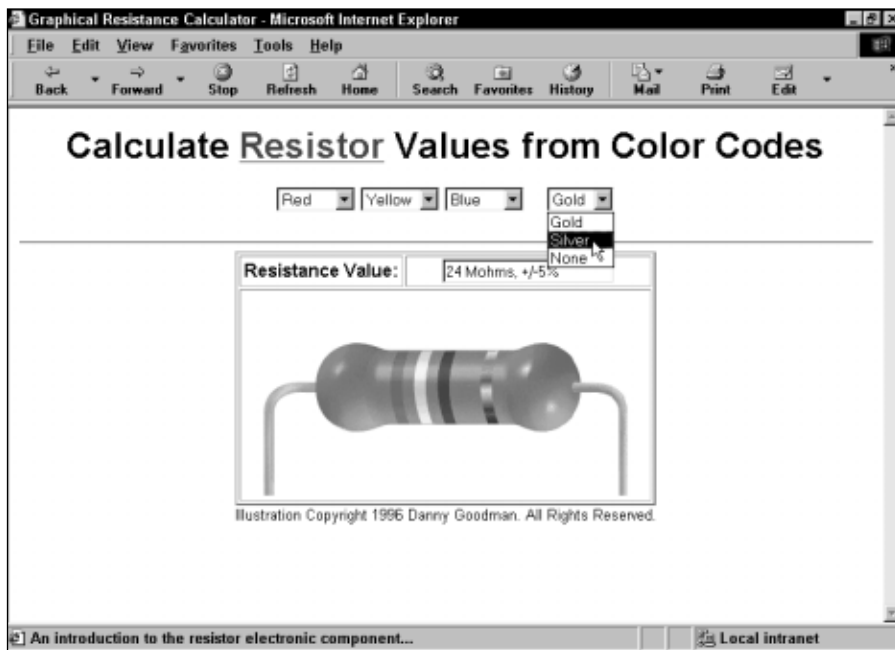 Graphical Resistance Calculator - Microsoft Internet Explorer
File Edit View Favorites Tools Help
Back Forward Stop Refresh Home Search Favorites History Mail Print Edit
Calculate Resistor Values from Color Codes
Red Yellow Blue Gold
Gold
Silver
None
Resistance Value: 24 Mohms, +/-5%
Illustration Copyright 1996 Danny Goodman. All Rights Reserved.
An introduction to the resistor electronic component... Local intranet